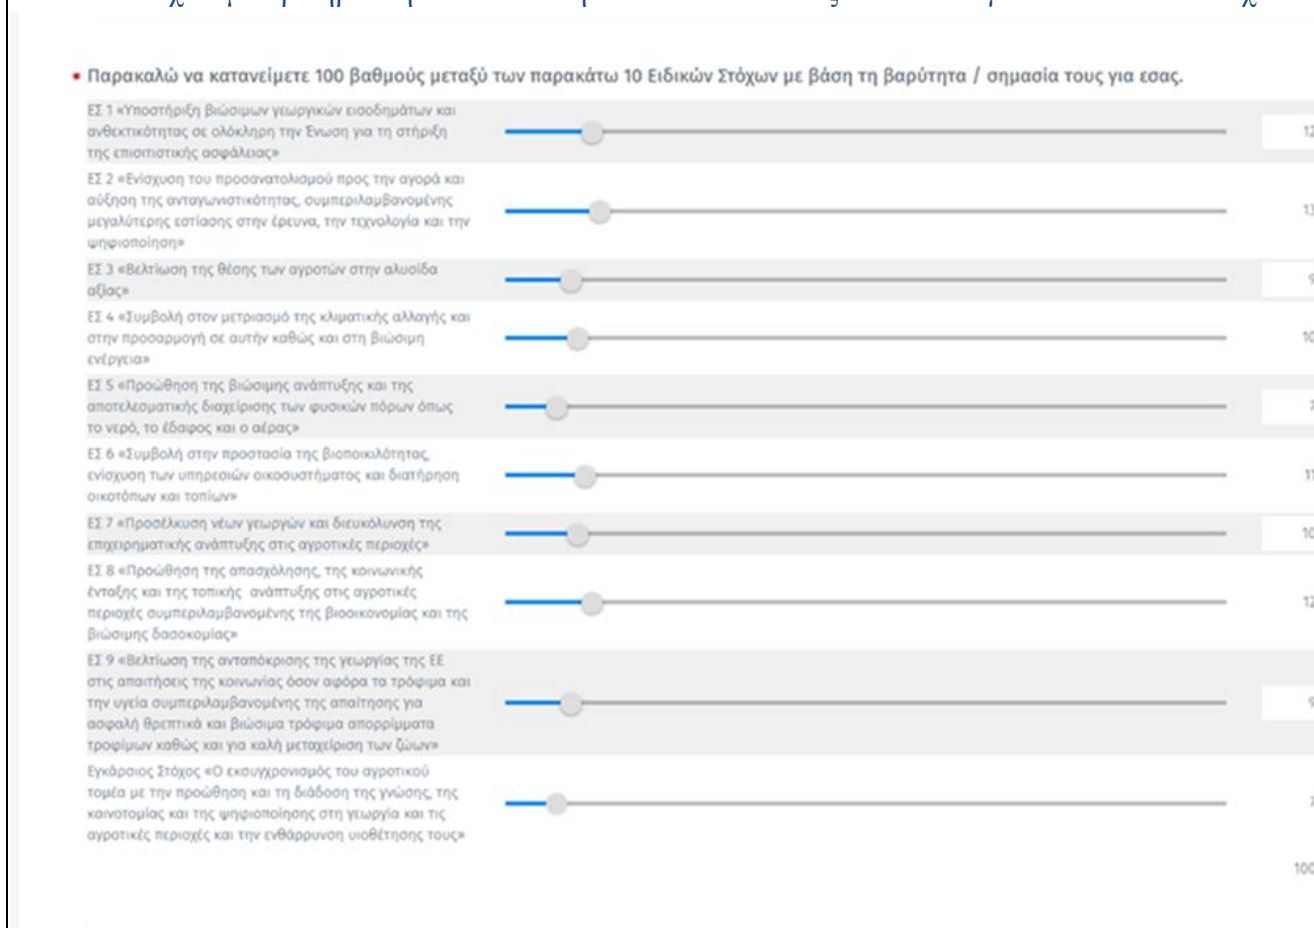 • Παρακαλώ να κατανείμετε 100 βαθμούς μεταξύ των παρακάτω 10 Ειδικών Στόχων με βάση τη βαρύτητα / σημασία τους για εσας.
ΕΣ 1 «Υποστήριξη βιώσιμων γεωργικών εισοδημάτων και
ανθεκτικότητας σε ολόκληρη την Ένωση για τη στήριξη
της επισιτιστικής ασφάλειας»
12
ΕΣ 2 «Ενίσχυση του προσανατολισμού προς την αγορά και
αύξηση της ανταγωνιστικότητας, συμπεριλαμβανομένης
μεγαλύτερης εστίασης στην έρευνα, την τεχνολογία και την
ψηφιοποίηση»
13
ΕΣ 3 «Βελτίωση της θέσης των αγροτών στην αλυσίδα
αξίας»
9
ΕΣ 4 «Συμβολή στον μετριασμό της κλιματικής αλλαγής και
στην προσαρμογή σε αυτήν καθώς και στη βιώσιμη
ενέργεια»
10
ΕΣ 5 «Προώθηση της βιώσιμης ανάπτυξης και της
αποτελεσματικής διαχείρισης των φυσικών πόρων όπως
το νερό, το έδαφος και ο αέρας»
7
ΕΣ 6 «Συμβολή στην προστασία της βιοποικιλότητας,
ενίσχυση των υπηρεσιών οικοσυστήματος και διατήρηση
οικοτόπων και τοπίων»
11
ΕΣ 7 «Προσέλκυση νέων γεωργών και διευκόλυνση της
επιχειρηματικής ανάπτυξης στις αγροτικές περιοχές»
10
ΕΣ 8 «Προώθηση της απασχόλησης, της κοινωνικής
ένταξης και της τοπικής ανάπτυξης στις αγροτικές
περιοχές συμπεριλαμβανομένης της βιοοικονομίας και της
βιώσιμης δασοκομίας»
12
ΕΣ 9 «Βελτίωση της ανταπόκρισης της γεωργίας της ΕΕ
στις απαιτήσεις της κοινωνίας όσον αφόρα τα τρόφιμα και
την υγεία συμπεριλαμβανομένης της απαίτησης για
ασφαλή θρεπτικά και βιώσιμα τρόφιμα απορρίμματα
τροφίμων καθώς και για καλή μεταχείριση των ζώων»
9
Εγκάρσιος Στόχος «Ο εκσυγχρονισμός του αγροτικού
τομέα με την προώθηση και τη διάδοση της γνώσης, της
καινοτομίας και της ψηφιοποίησης στη γεωργία και τις
αγροτικές περιοχές και την ενθάρρυνση υιοθέτησης τους»
7
100